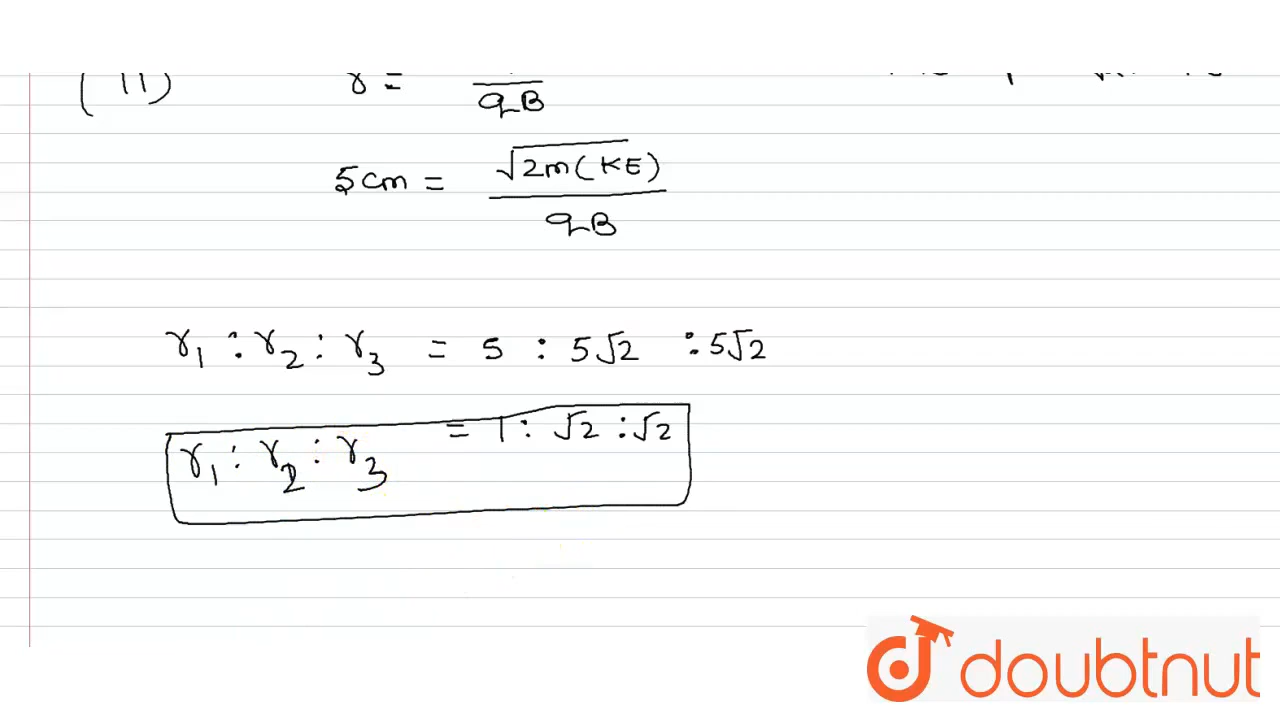 (11) r =
qB
5cm = √2m(KE)
qB
r₁ : r₂ : r₃ = 5 : 5√2 : 5√2
r₁ : r₂ : r₃ = 1 : √2 : √2
doubtnut